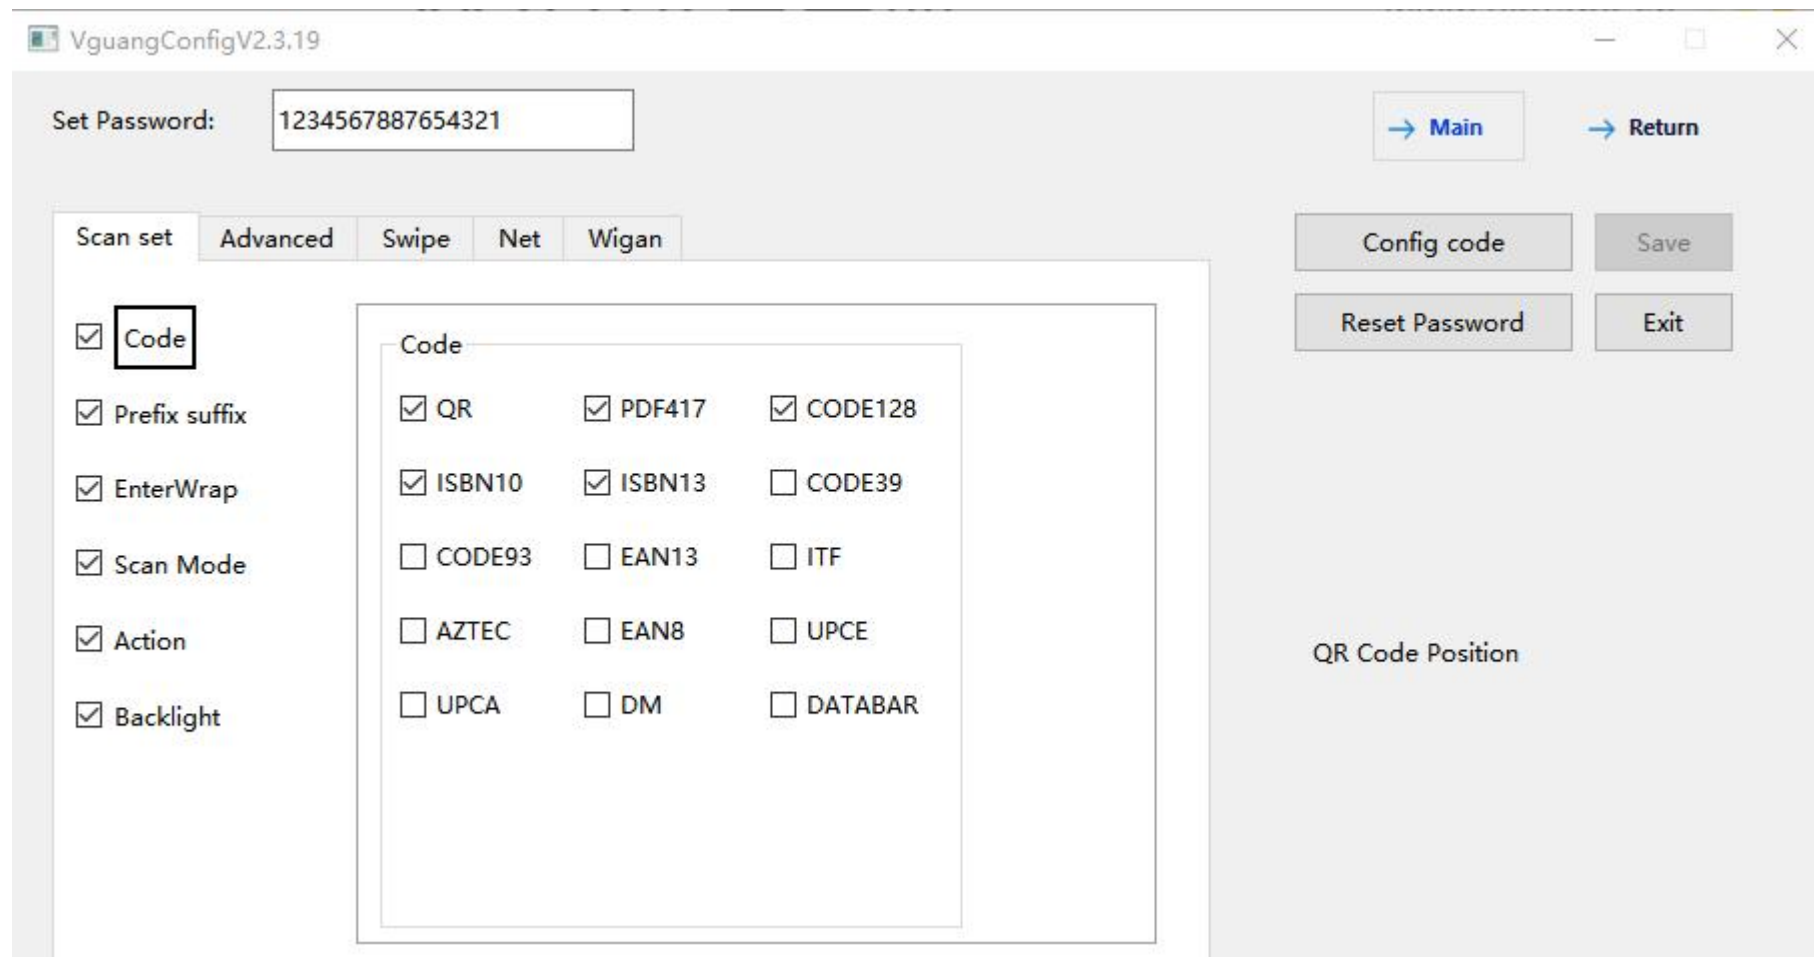 VguangConfigV2.3.19
Set Password: 1234567887654321
Main Return
Scan set Advanced Swipe Net Wigan
Config code Save
Reset Password Exit
Code
Prefix suffix
EnterWrap
Scan Mode
Action
Backlight
Code
QR PDF417 CODE128
ISBN10 ISBN13 CODE39
CODE93 EAN13 ITF
AZTEC EAN8 UPCE
UPCA DM DATABAR
QR Code Position